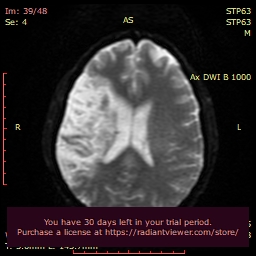 Im: 39/48
Se: 4
AS
STP63
STP63
M
Ax DWI B 1000
R
L
You have 30 days left in your trial period.
Purchase a license at https://radiantviewer.com/store/